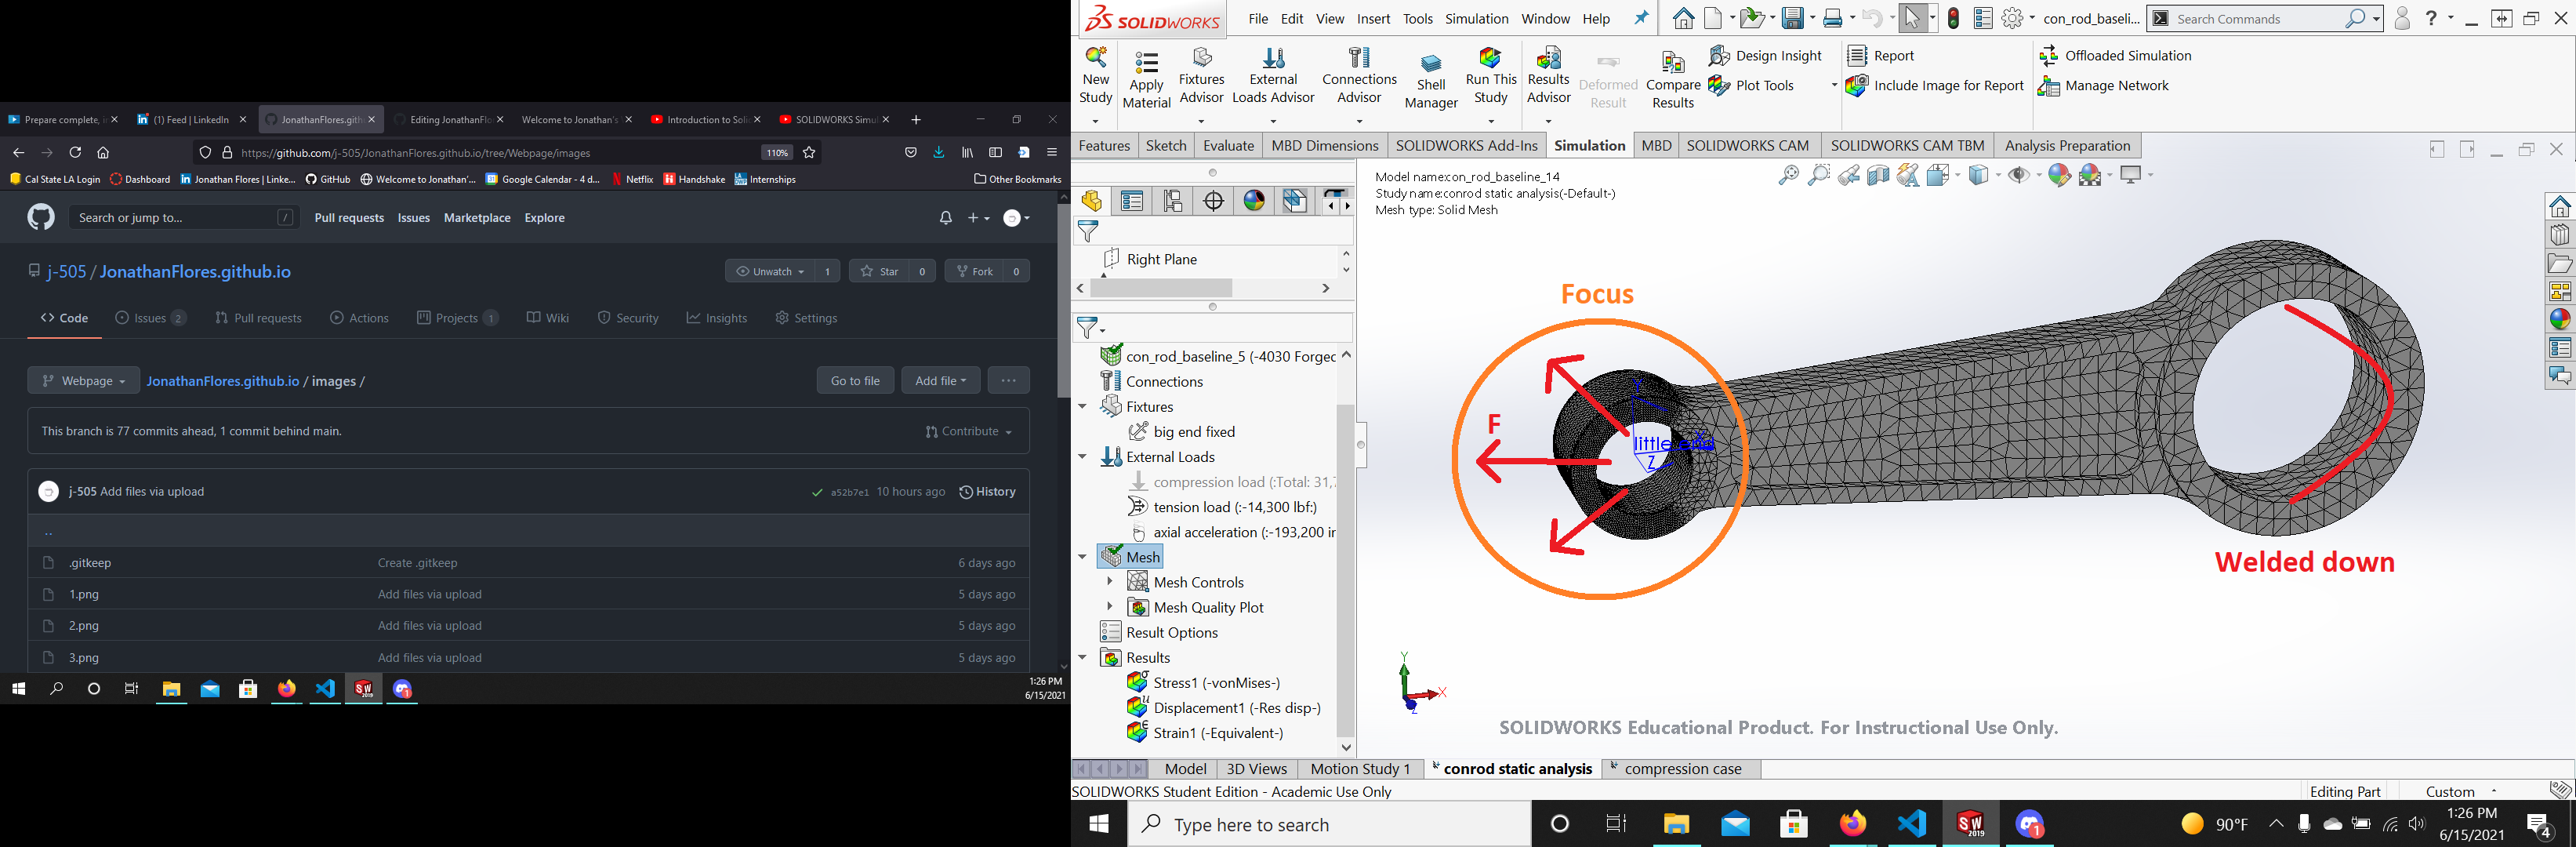 Prepare complete, i
(1) Feed | LinkedIn
JonathanFlores.gith
Editing JonathanFlo
Welcome to Jonathan's
Introduction to Soli
SOLIDWORKS Simul
https://github.com/j-505/JonathanFlores.github.io/tree/Webpage/images
110%
Cal State LA Login
Dashboard
Jonathan Flores | Linke...
GitHub
Welcome to Jonathan'...
Google Calendar - 4 d...
Netflix
Handshake
Internships
Other Bookmarks
Search or jump to...
/
Pull requests
Issues
Marketplace
Explore
j-505 / JonathanFlores.github.io
Unwatch
1
Star
0
Fork
0
Code
Issues 2
Pull requests
Actions
Projects 1
Wiki
Security
Insights
Settings
Webpage
JonathanFlores.github.io / images /
Go to file
Add file
...
This branch is 77 commits ahead, 1 commit behind main.
Contribute
j-505 Add files via upload
a52b7e1 10 hours ago
History
..
.gitkeep
Create .gitkeep
6 days ago
1.png
Add files via upload
5 days ago
2.png
Add files via upload
5 days ago
3.png
Add files via upload
5 days ago
1:26 PM
6/15/2021
SOLIDWORKS
File
Edit
View
Insert
Tools
Simulation
Window
Help
con_rod_baseli...
Search Commands
New Study
Apply Material
Fixtures Advisor
External Loads Advisor
Connections Advisor
Shell Manager
Run This Study
Results Advisor
Deformed Result
Compare Results
Design Insight
Plot Tools
Report
Include Image for Report
Offloaded Simulation
Manage Network
Features
Sketch
Evaluate
MBD Dimensions
SOLIDWORKS Add-Ins
Simulation
MBD
SOLIDWORKS CAM
SOLIDWORKS CAM TBM
Analysis Preparation
Right Plane
con_rod_baseline_5 (-4030 Forged
Connections
Fixtures
big end fixed
External Loads
compression load (:Total: 31,7
tension load (:-14,300 lbf:)
axial acceleration (:-193,200 in
Mesh
Mesh Controls
Mesh Quality Plot
Result Options
Results
Stress1 (-vonMises-)
Displacement1 (-Res disp-)
Strain1 (-Equivalent-)
Model name:con_rod_baseline_14
Study name:conrod static analysis(-Default-)
Mesh type: Solid Mesh
Focus
F
little end
Z
Welded down
Y
X
Z
SOLIDWORKS Educational Product. For Instructional Use Only.
Model
3D Views
Motion Study 1
conrod static analysis
compression case
SOLIDWORKS Student Edition - Academic Use Only
Editing Part
Custom
Type here to search
SW 2019
90°F
1:26 PM
6/15/2021
4